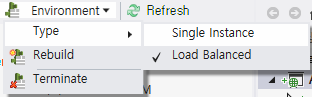 Environment Refresh
Type Single Instance
Rebuild Load Balanced
Terminate